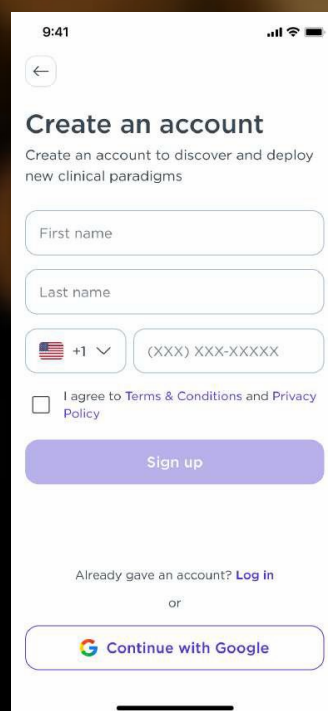 9:41
Create an account
Create an account to discover and deploy
new clinical paradigms
First name
Last name
+1
(XXX) XXX-XXXXX
I agree to Terms & Conditions and Privacy
Policy
Sign up
Already gave an account? Log in
or
Continue with Google